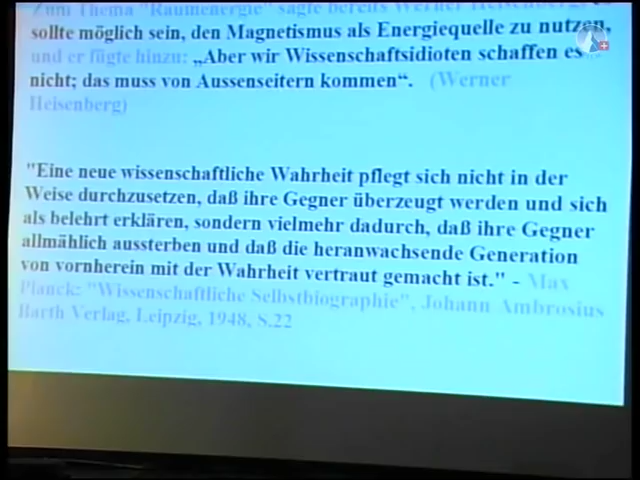 Zum Thema "Raumenergie" sagte bereits Werner Heisenberg: es
sollte möglich sein, den Magnetismus als Energiequelle zu nutzen,
und er fügte hinzu: „Aber wir Wissenschaftsidioten schaffen es
nicht; das muss von Aussenseitern kommen“. (Werner
Heisenberg)
"Eine neue wissenschaftliche Wahrheit pflegt sich nicht in der
Weise durchzusetzen, daß ihre Gegner überzeugt werden und sich
als belehrt erklären, sondern vielmehr dadurch, daß ihre Gegner
allmählich aussterben und daß die heranwachsende Generation
von vornherein mit der Wahrheit vertraut gemacht ist." - Max
Planck: "Wissenschaftliche Selbstbiographie", Johann Ambrosius
Barth Verlag, Leipzig, 1948, S.22